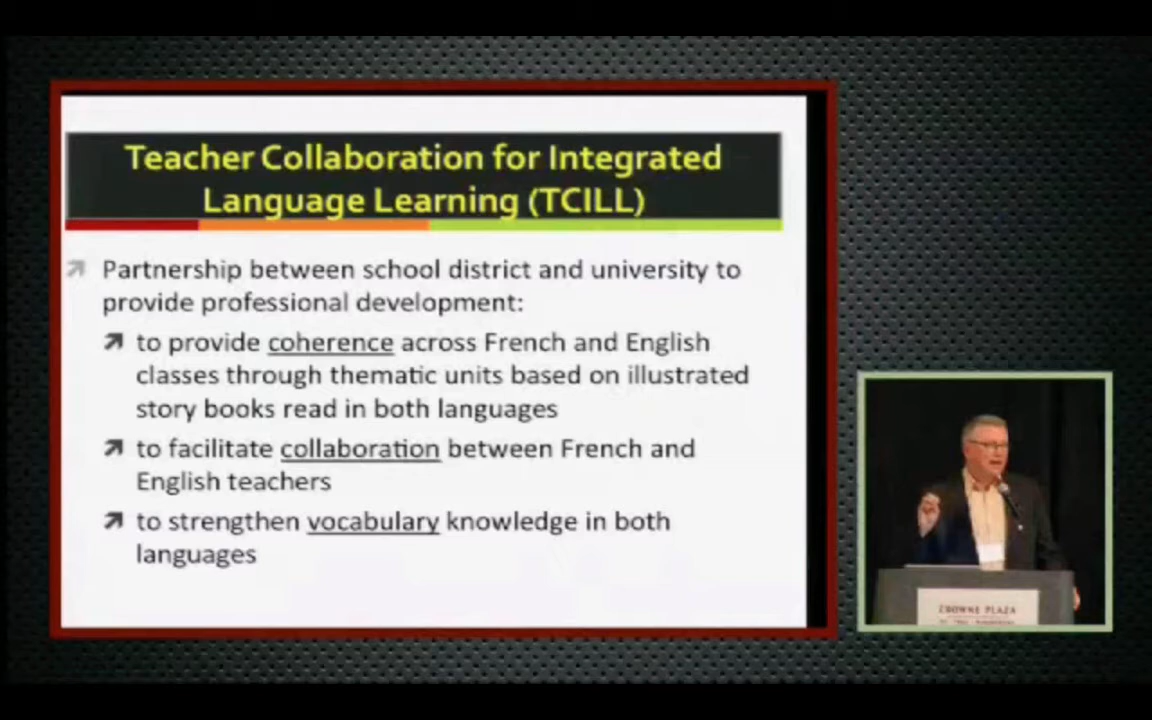 Teacher Collaboration for Integrated
Language Learning (TCILL)
Partnership between school district and university to
provide professional development:
to provide coherence across French and English
classes through thematic units based on illustrated
story books read in both languages
to facilitate collaboration between French and
English teachers
to strengthen vocabulary knowledge in both
languages
CROWNE PLAZA